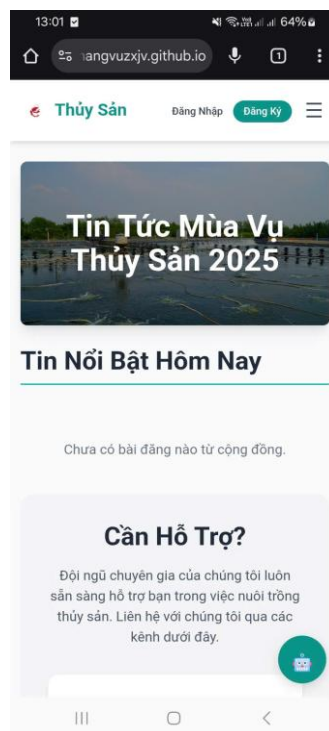 13:01
64%
angvuzxjv.github.io
1
Thủy Sản
Đăng Nhập
Đăng Ký
Tin Tức Mùa Vụ
Thủy Sản 2025
Tin Nổi Bật Hôm Nay
Chưa có bài đăng nào từ cộng đồng.
Cần Hỗ Trợ?
Đội ngũ chuyên gia của chúng tôi luôn
sẵn sàng hỗ trợ bạn trong việc nuôi trồng
thủy sản. Liên hệ với chúng tôi qua các
kênh dưới đây.